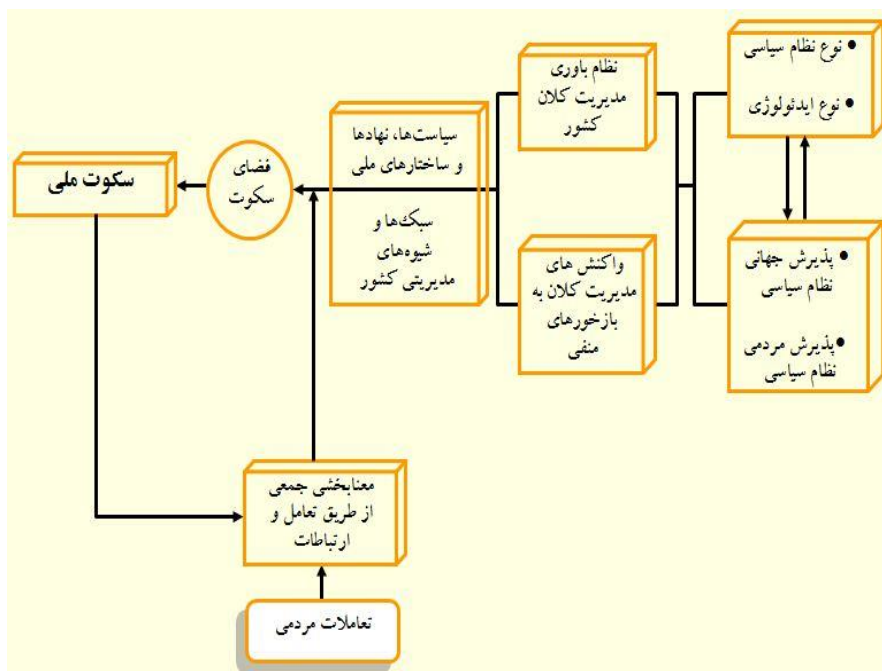 ● نوع نظام سیاسی
● نوع ایدئولوژی
● پذیرش جهانی
نظام سیاسی
●پذیرش مردمی
نظام سیاسی
نظام باوری
مدیریت کلان
کشور
واکنش های
مدیریت کلان به
بازخورهای
منفی
سیاست‌ها، نهادها
و ساختارهای ملی
سبک‌ها و
شیوه‌های
مدیریتی کشور
فضای
سکوت
سکوت ملی
معنابخشی جمعی
از طریق تعامل و
ارتباطات
تعاملات مردمی